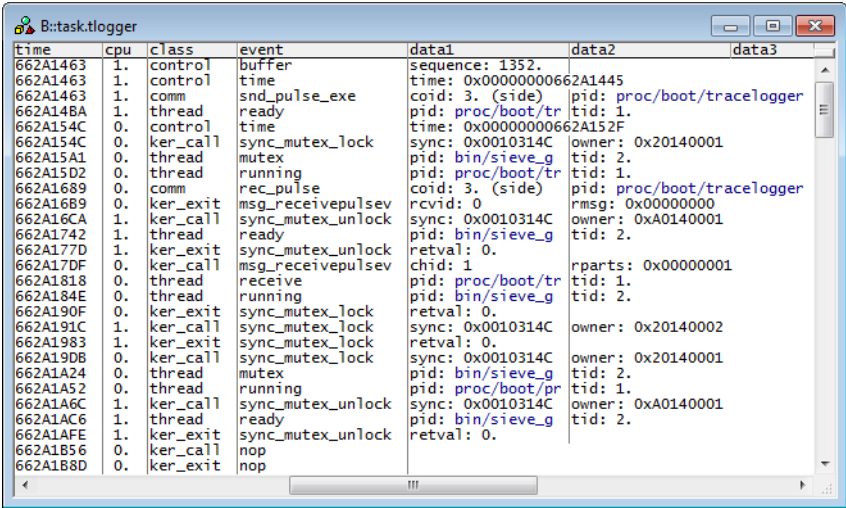 B::task.tlogger
time cpu class event data1 data2 data3
662A1463 1. control buffer sequence: 1352.
662A1463 1. control time time: 0x00000000662A1445
662A1463 1. comm snd_pulse_exe coid: 3. (side) pid: proc/boot/tracelogger
662A14BA 1. thread ready pid: proc/boot/tr tid: 1.
662A154C 0. control time time: 0x00000000662A152F
662A154C 0. ker_call sync_mutex_lock sync: 0x0010314C owner: 0x20140001
662A15A1 0. thread mutex pid: bin/sieve_g tid: 2.
662A15D2 0. thread running pid: proc/boot/tr tid: 1.
662A1689 0. comm rec_pulse coid: 3. (side) pid: proc/boot/tracelogger
662A16B9 0. ker_exit msg_receivepulsev rcvid: 0 rmsg: 0x00000000
662A16CA 1. ker_call sync_mutex_unlock sync: 0x0010314C owner: 0xA0140001
662A1742 1. thread ready pid: bin/sieve_g tid: 2.
662A177D 1. ker_exit sync_mutex_unlock retval: 0.
662A17DF 0. ker_call msg_receivepulsev chid: 1 rparts: 0x00000001
662A1818 0. thread receive pid: proc/boot/tr tid: 1.
662A184E 0. thread running pid: bin/sieve_g tid: 2.
662A190F 0. ker_exit sync_mutex_lock retval: 0.
662A191C 1. ker_call sync_mutex_lock sync: 0x0010314C owner: 0x20140002
662A1983 1. ker_exit sync_mutex_lock retval: 0.
662A19DB 0. ker_call sync_mutex_lock sync: 0x0010314C owner: 0x20140001
662A1A24 0. thread mutex pid: bin/sieve_g tid: 2.
662A1A52 0. thread running pid: proc/boot/pr tid: 1.
662A1A6C 1. ker_call sync_mutex_unlock sync: 0x0010314C owner: 0xA0140001
662A1AC6 1. thread ready pid: bin/sieve_g tid: 2.
662A1AFE 1. ker_exit sync_mutex_unlock retval: 0.
662A1B56 0. ker_call nop
662A1B8D 0. ker_exit nop